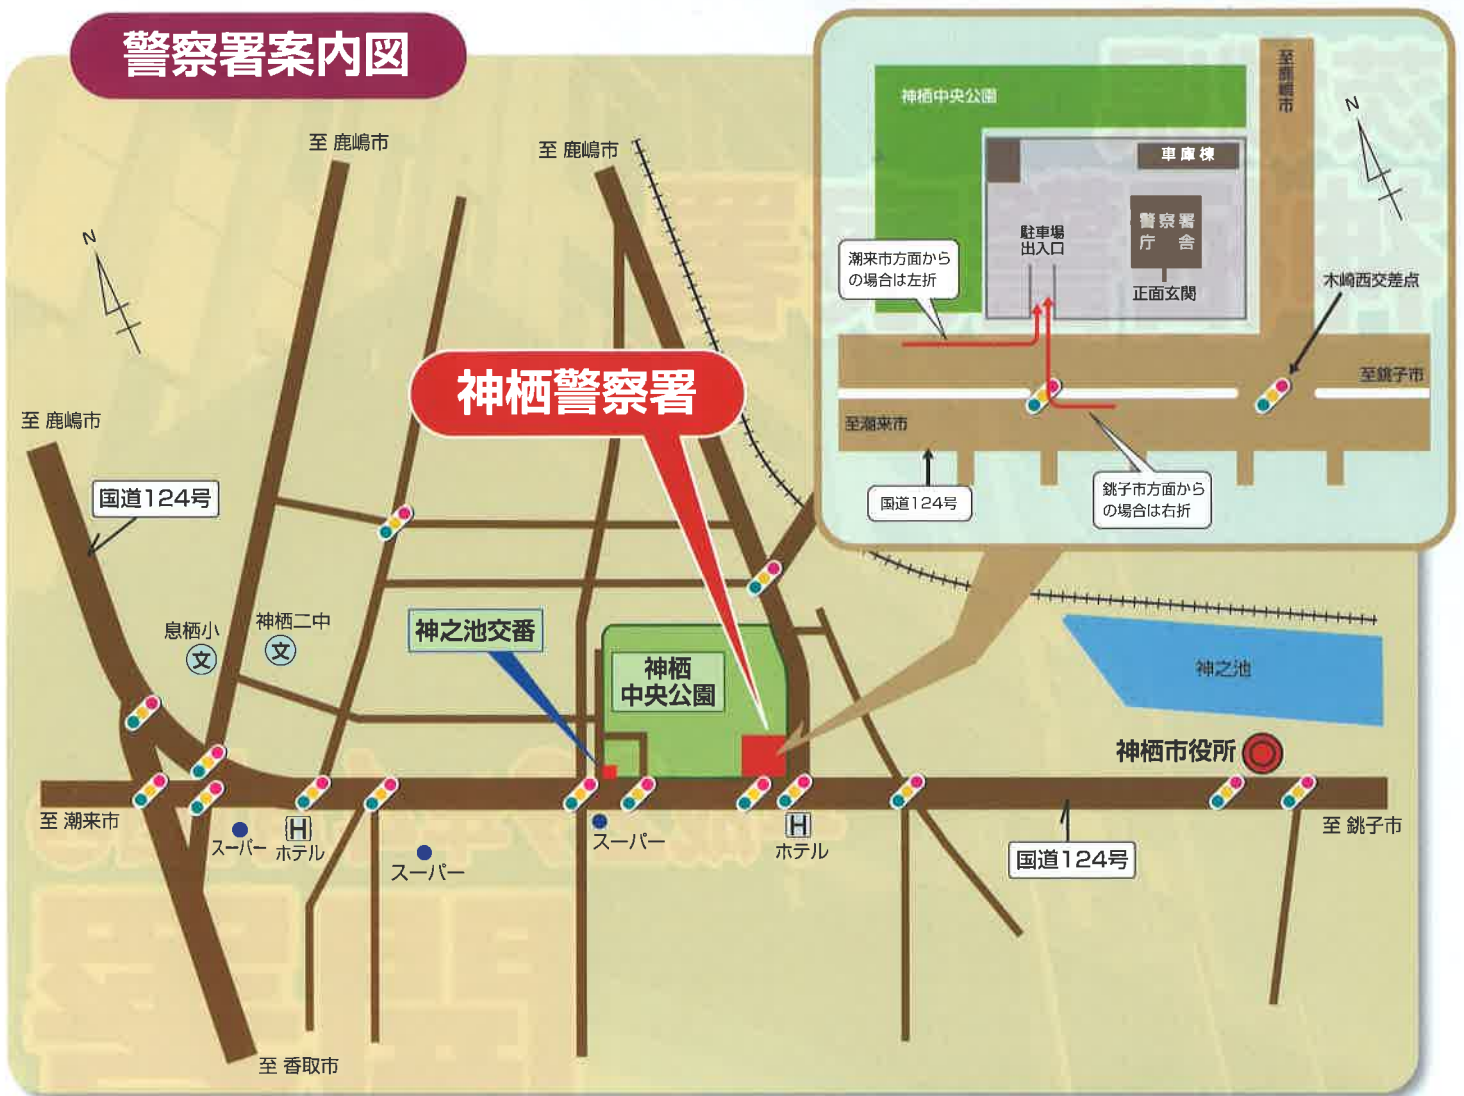 警察署案内図
至 鹿嶋市
至 鹿嶋市
N
至 鹿嶋市
国道124号
神栖警察署
息栖小
文
神栖二中
文
神之池交番
神栖
中央公園
神之池
神栖市役所
至 潮来市
スーパー
H
ホテル
スーパー
スーパー
H
ホテル
国道124号
至 銚子市
至 香取市
神栖中央公園
至鹿嶋市
N
車庫棟
警察署
庁舎
駐車場
出入口
正面玄関
潮来市方面から
の場合は左折
木崎西交差点
至銚子市
至潮来市
国道124号
銚子市方面から
の場合は右折